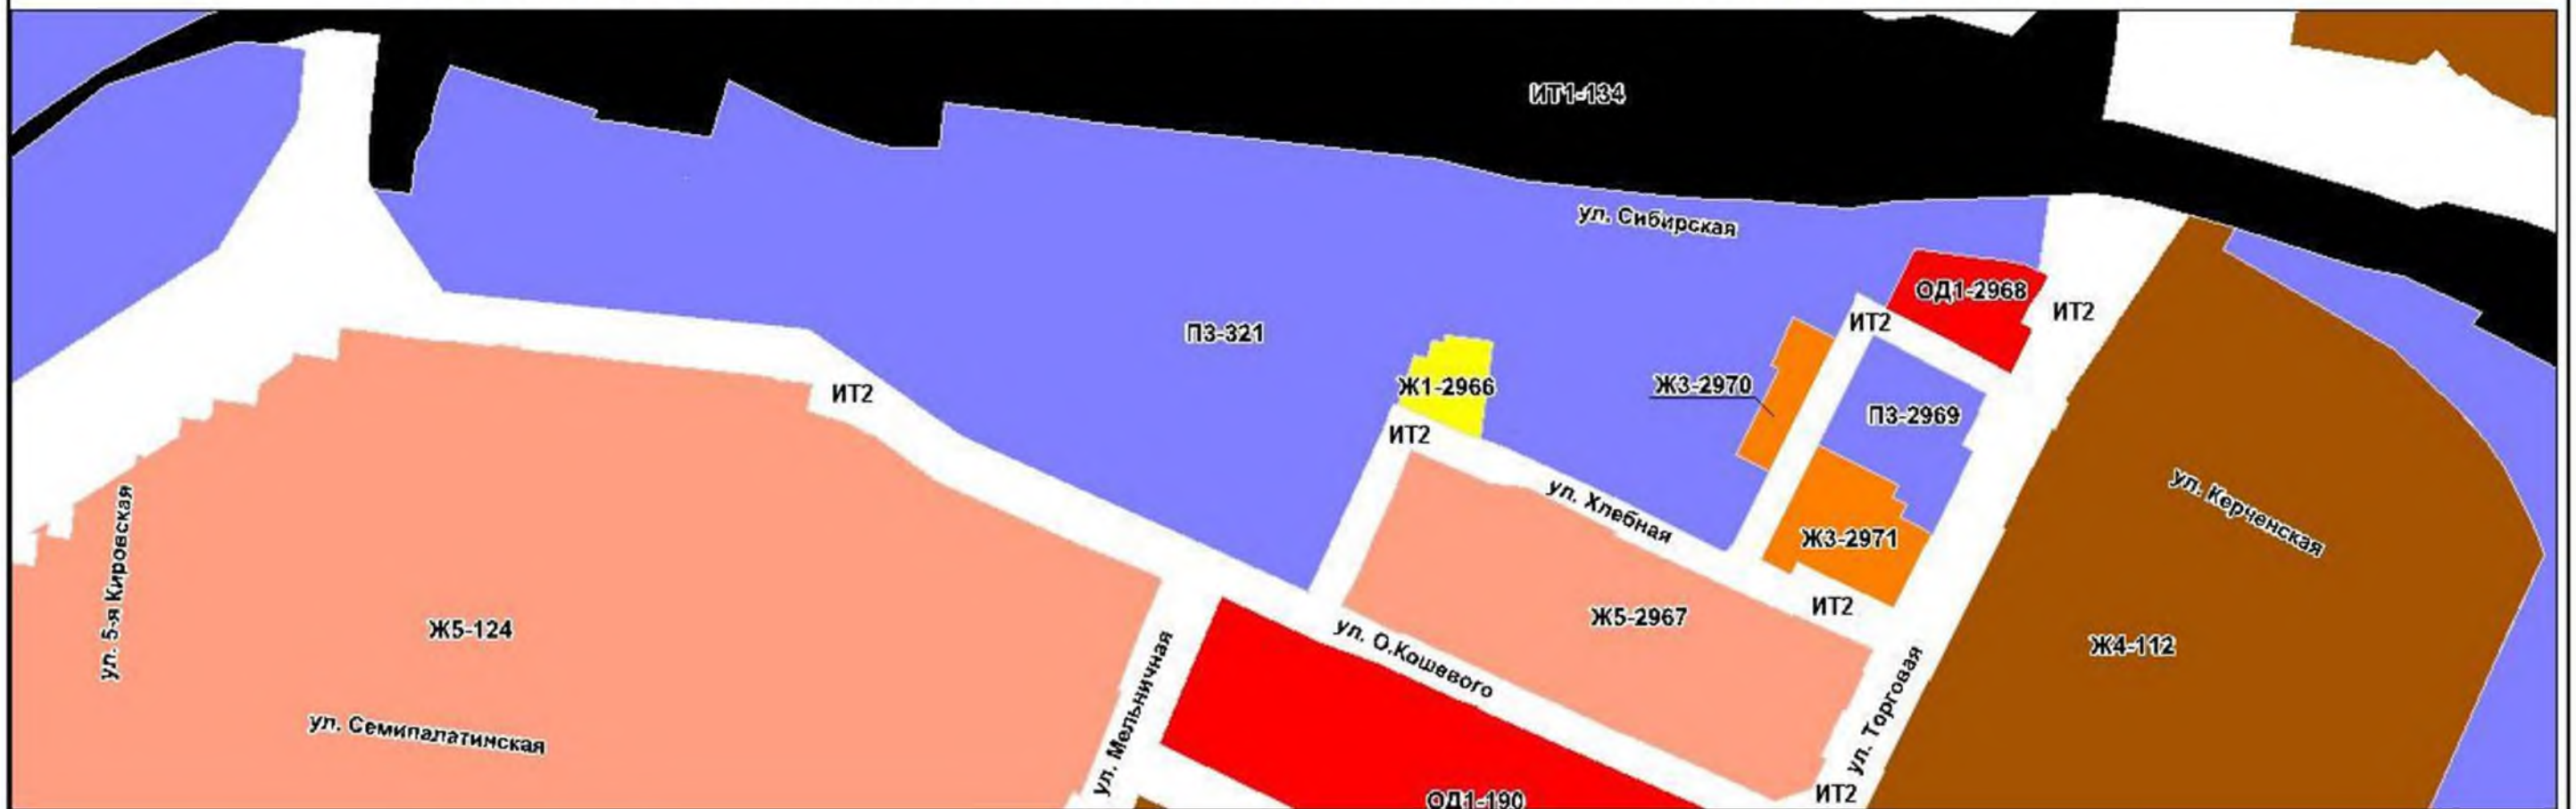 ИТ1-134
ул. Сибирская
ОД1-2968
ИТ2
ИТ2
П3-321
Ж1-2966
Ж3-2970
ИТ2
П3-2969
ИТ2
ул. Хлебная
ул. Керченская
Ж3-2971
ул. 5-я Кировская
Ж5-124
Ж5-2967
ИТ2
ул. О.Кошевого
Ж4-112
ул. Семипалатинская
ул. Мельничная
ул. Торговая
ИТ2
ОД1-190